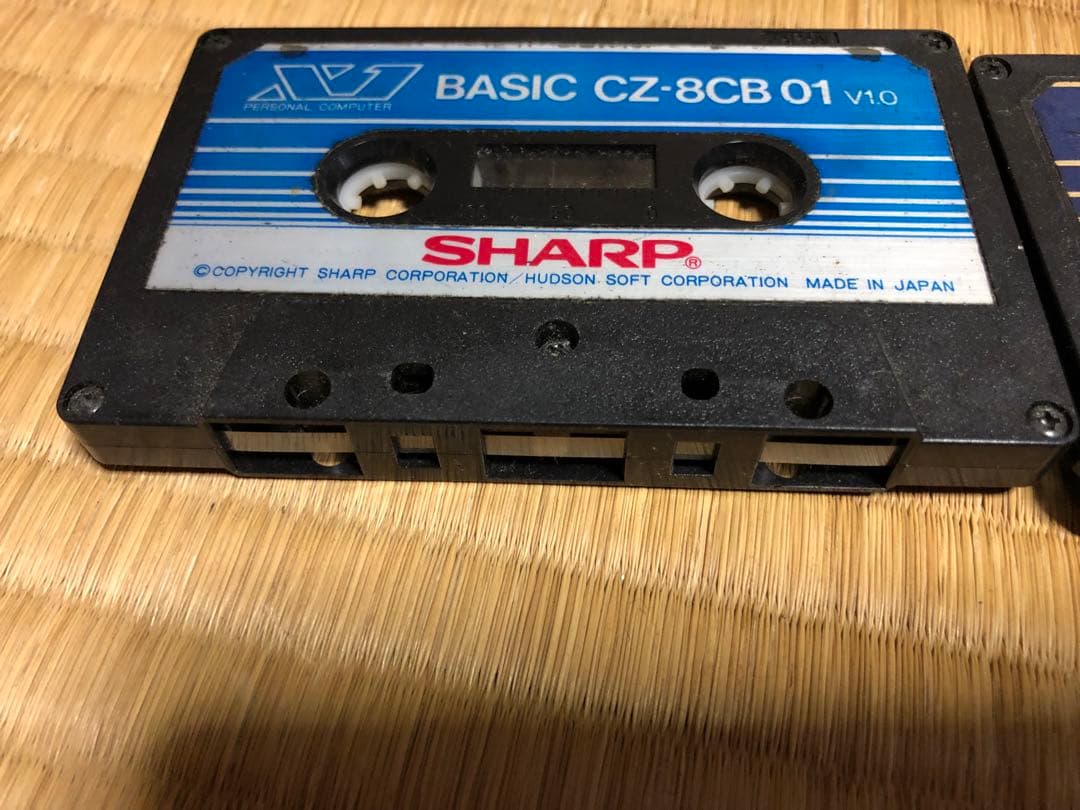 X1 BASIC CZ-8CB 01 V1.0
PERSONAL COMPUTER
SHARP®
©COPYRIGHT SHARP CORPORATION/HUDSON SOFT CORPORATION MADE IN JAPAN